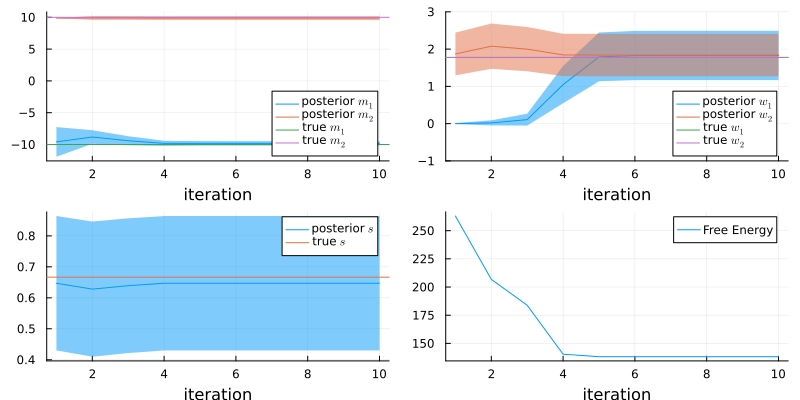 10
5
0
−5
−10
posterior m₁
posterior m₂
true m₁
true m₂
2 4 6 8 10
iteration
3
2
1
0
−1
posterior w₁
posterior w₂
true w₁
true w₂
2 4 6 8 10
iteration
0.8
0.7
0.6
0.5
0.4
posterior s
true s
2 4 6 8 10
iteration
250
225
200
175
150
Free Energy
2 4 6 8 10
iteration